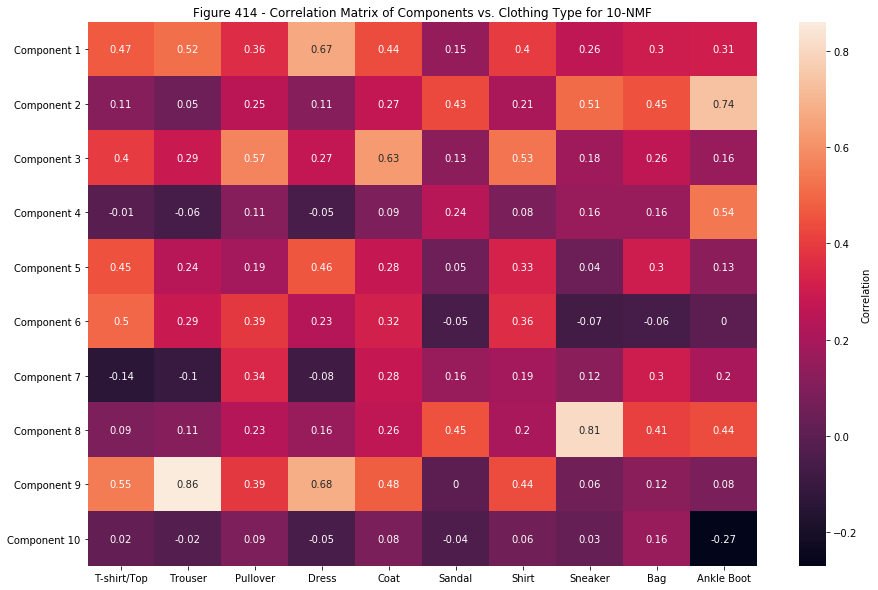 Figure 414 - Correlation Matrix of Components vs. Clothing Type for 10-NMF
Component 1 0.47 0.52 0.36 0.67 0.44 0.15 0.4 0.26 0.3 0.31
Component 2 0.11 0.05 0.25 0.11 0.27 0.43 0.21 0.51 0.45 0.74
Component 3 0.4 0.29 0.57 0.27 0.63 0.13 0.53 0.18 0.26 0.16
Component 4 -0.01 -0.06 0.11 -0.05 0.09 0.24 0.08 0.16 0.16 0.54
Component 5 0.45 0.24 0.19 0.46 0.28 0.05 0.33 0.04 0.3 0.13
Component 6 0.5 0.29 0.39 0.23 0.32 -0.05 0.36 -0.07 -0.06 0
Component 7 -0.14 -0.1 0.34 -0.08 0.28 0.16 0.19 0.12 0.3 0.2
Component 8 0.09 0.11 0.23 0.16 0.26 0.45 0.2 0.81 0.41 0.44
Component 9 0.55 0.86 0.39 0.68 0.48 0 0.44 0.06 0.12 0.08
Component 10 0.02 -0.02 0.09 -0.05 0.08 -0.04 0.06 0.03 0.16 -0.27
T-shirt/Top Trouser Pullover Dress Coat Sandal Shirt Sneaker Bag Ankle Boot
0.8
0.6
0.4
0.2
0.0
-0.2
Correlation